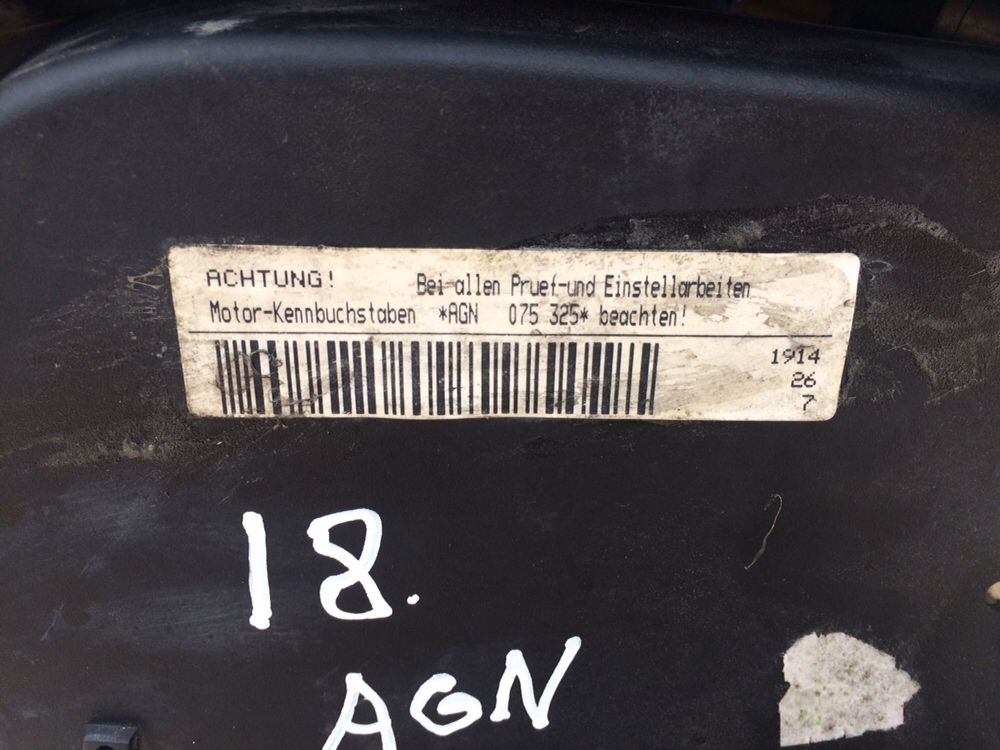 ACHTUNG! Bei allen Pruef-und Einstellarbeiten
Motor-Kennbuchstaben *AGN 075 325* beachten!
1914
26
7
18.
AGN